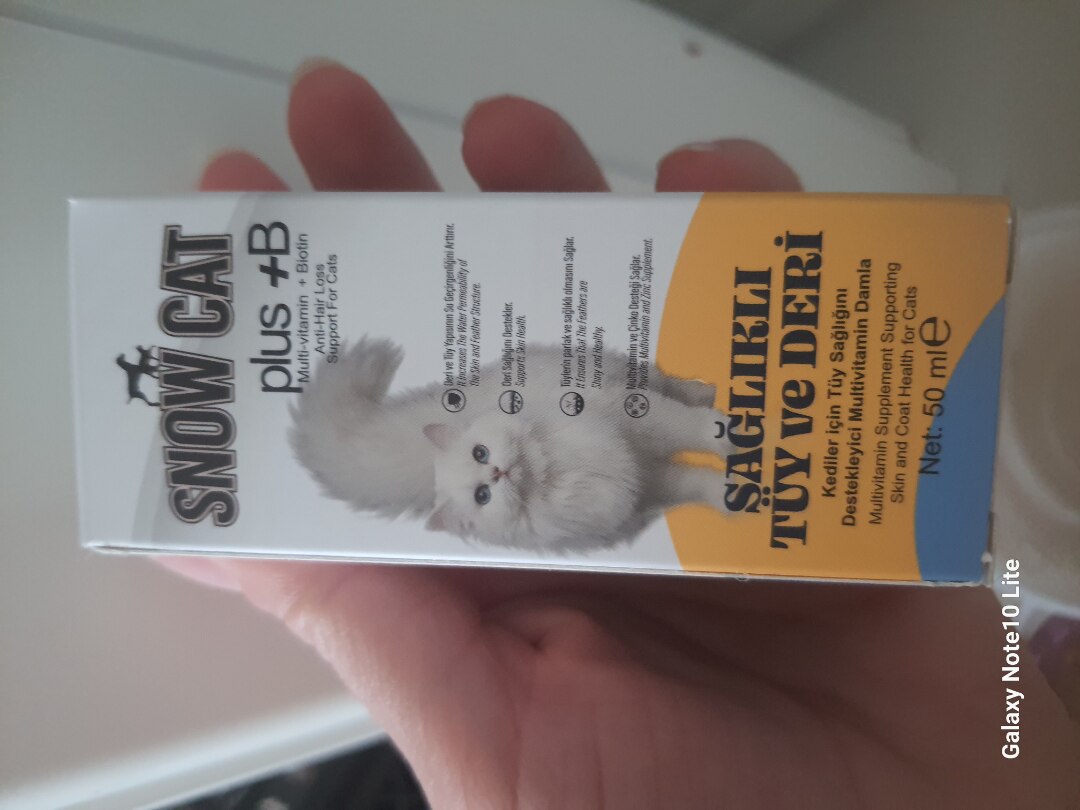 SNOW CAT
plus +B
Multi-vitamin + Biotin
Anti-Hair Loss
Support For Cats
Deri ve Tüy Yapısının Su Geçirgenliğini Arttırır.
It Increases The Water Permeability of
The Skin and Feather Structure.
Deri Sağlığını Destekler.
Supports Skin Health.
Tüylerin parlak ve sağlıklı olmasını Sağlar.
It Ensures That The Feathers are
Shiny and Healthy.
Multivitamin ve Çinko Desteği Sağlar.
Provides Multivitamin and Zinc Supplement.
SAĞLIKLI
TÜY ve DERİ
Kediler için Tüy Sağlığını
Destekleyici Multivitamin Damla
Multivitamin Supplement Supporting
Skin and Coat Health for Cats
Net: 50 ml e
Galaxy Note10 Lite